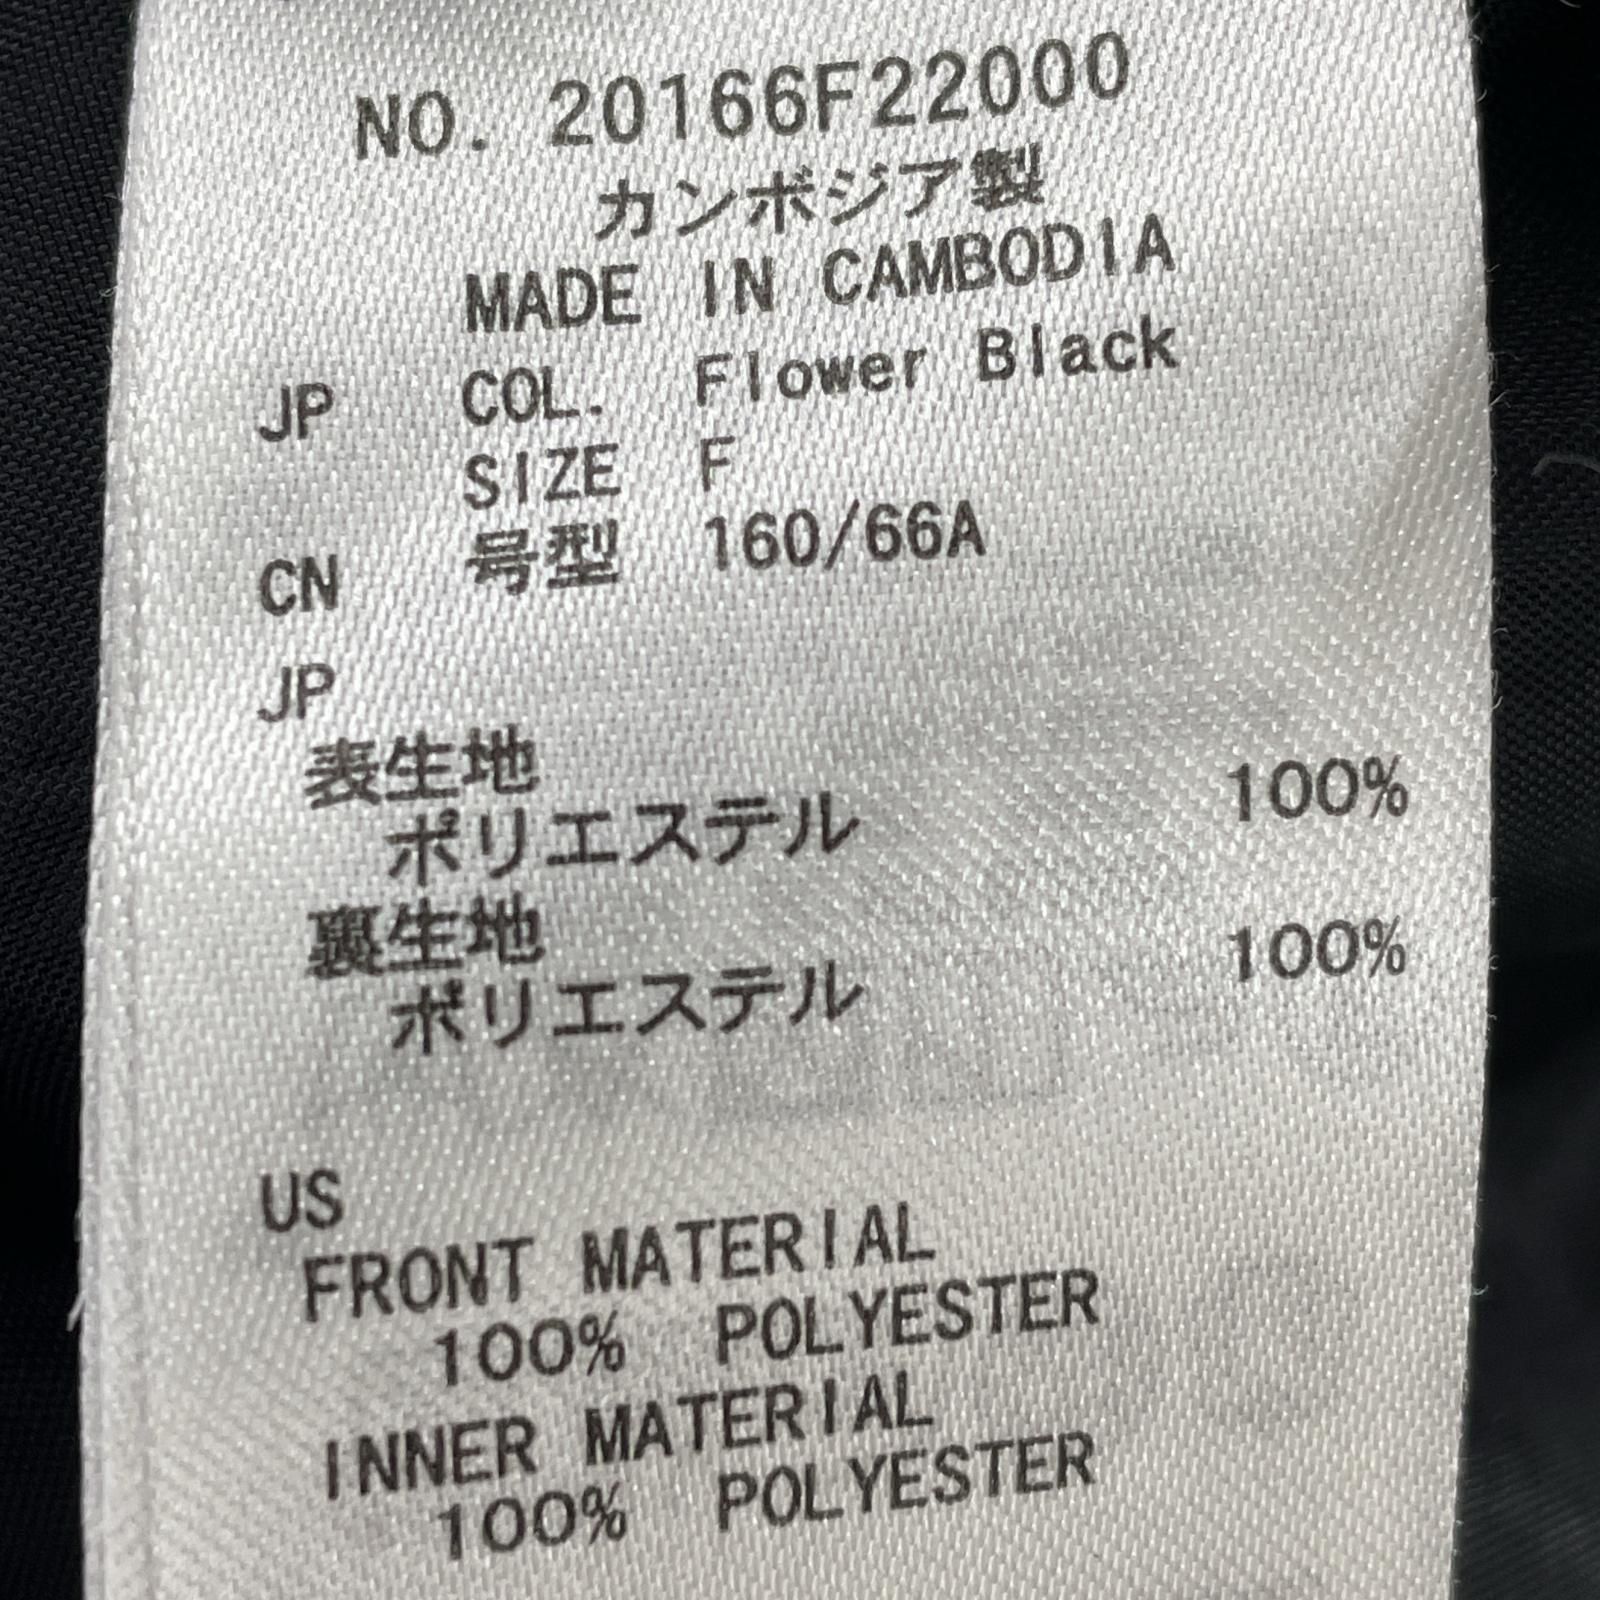 NO. 20166F22000
カンボジア製
MADE IN CAMBODIA
JP COL. Flower Black
SIZE F
CN 号型 160/66A
JP
表生地
ポリエステル 100%
裏生地
ポリエステル 100%
US
FRONT MATERIAL
100% POLYESTER
INNER MATERIAL
100% POLYESTER